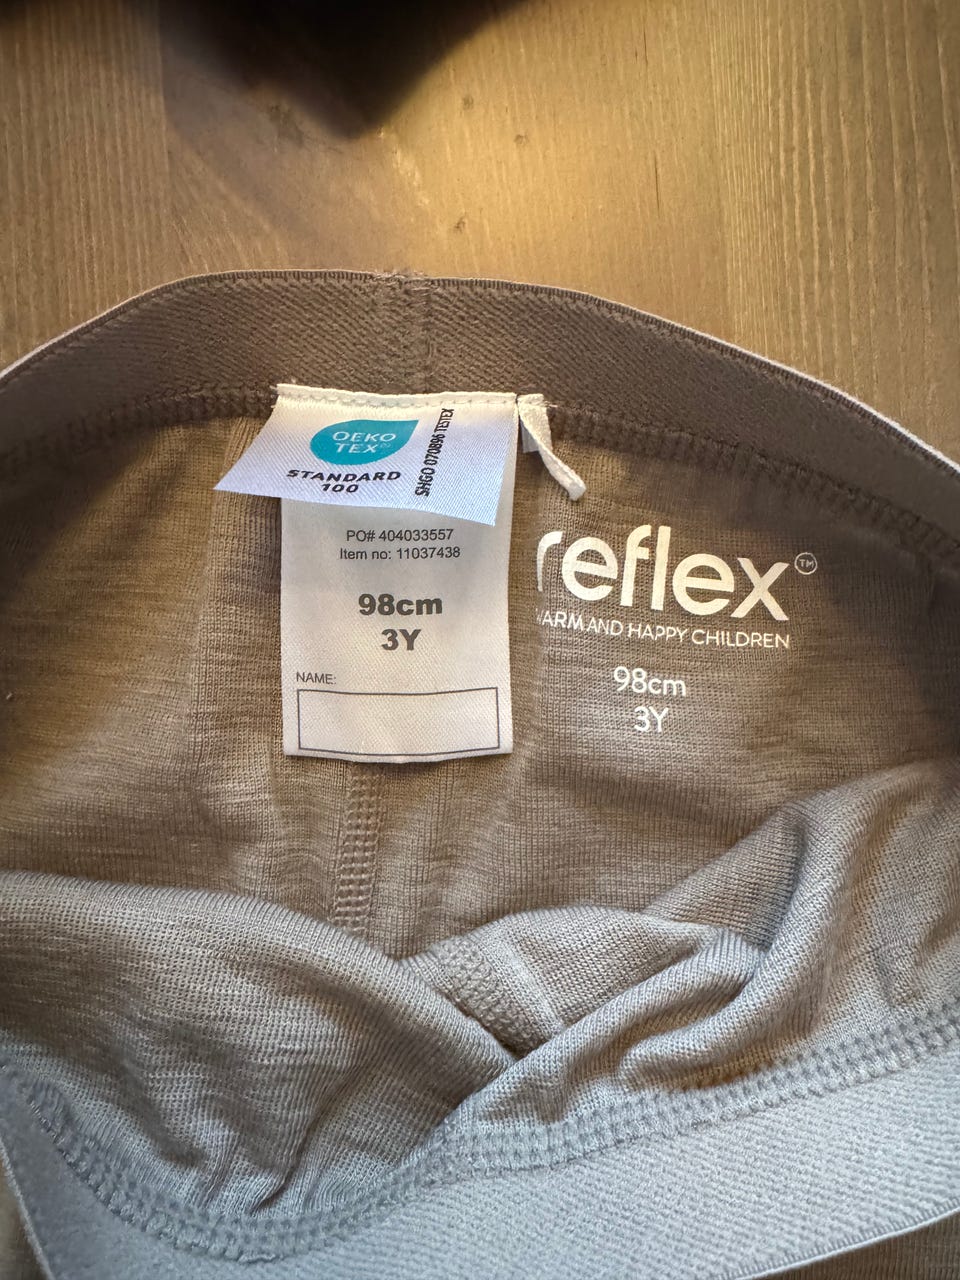 OEKO
TEX®
STANDARD
100
SHGO 070896 TESTEX
PO# 404033557
Item no: 11037438
98cm
3Y
NAME:
reflex™
WARM AND HAPPY CHILDREN
98cm
3Y